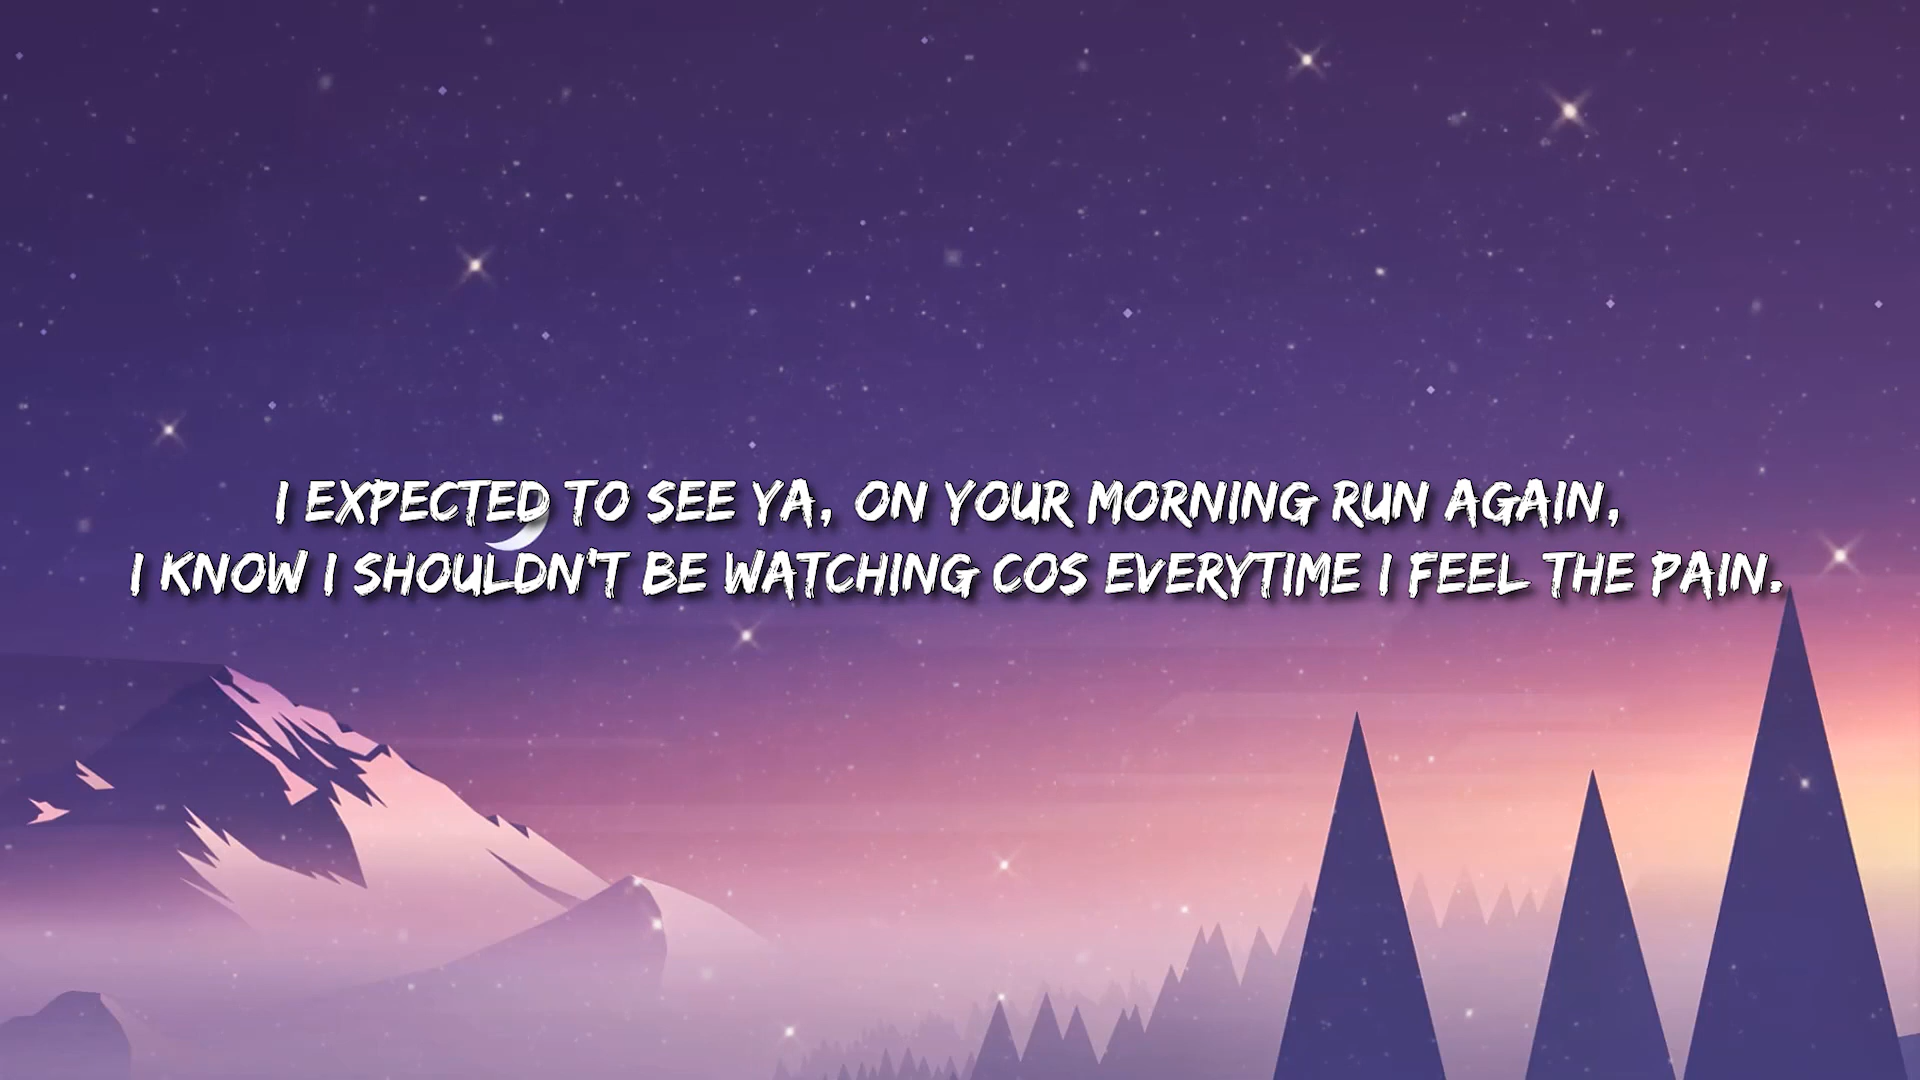 I EXPECTED TO SEE YA, ON YOUR MORNING RUN AGAIN,
I KNOW I SHOULDN'T BE WATCHING COS EVERYTIME I FEEL THE PAIN.